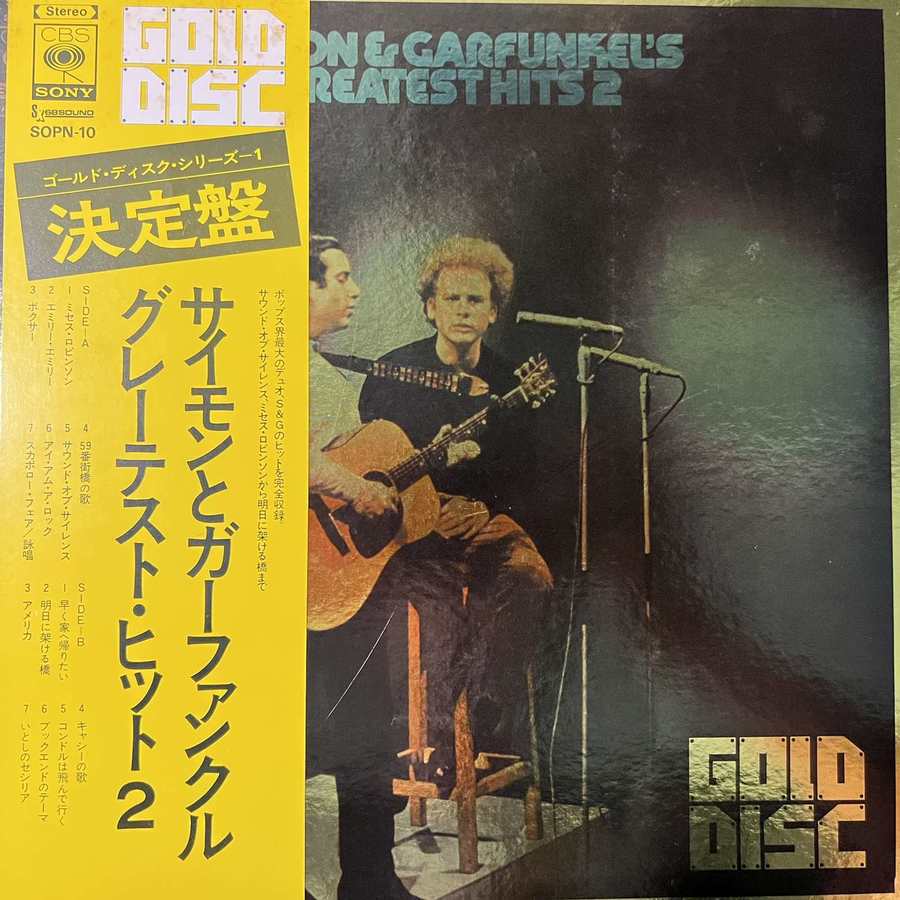 Stereo
CBS
SONY
SX68SOUND
SOPN-10
GOLD
DISC
ゴールド・ディスク・シリーズ—1
決定盤
サイモンとガーファンクル
グレーテスト・ヒット2
ポップス界最大のデュオ、S&Gのヒットを完全収録。
サウンド・オブ・サイレンス、ミセス・ロビンソンから明日に架ける橋まで
SIDE—A
1 ミセス・ロビンソン
2 エミリー・エミリー
3 ボクサー
4 59番街橋の歌
5 サウンド・オブ・サイレンス
6 アイ・アム・ア・ロック
7 スカボロー・フェア/詠唱
SIDE—B
1 早く家へ帰りたい
2 明日に架ける橋
3 アメリカ
4 キャシーの歌
5 コンドルは飛んで行く
6 ブックエンドのテーマ
7 いとしのセシリア
ON & GARFUNKEL'S
REATEST HITS 2
GOLD
DISC